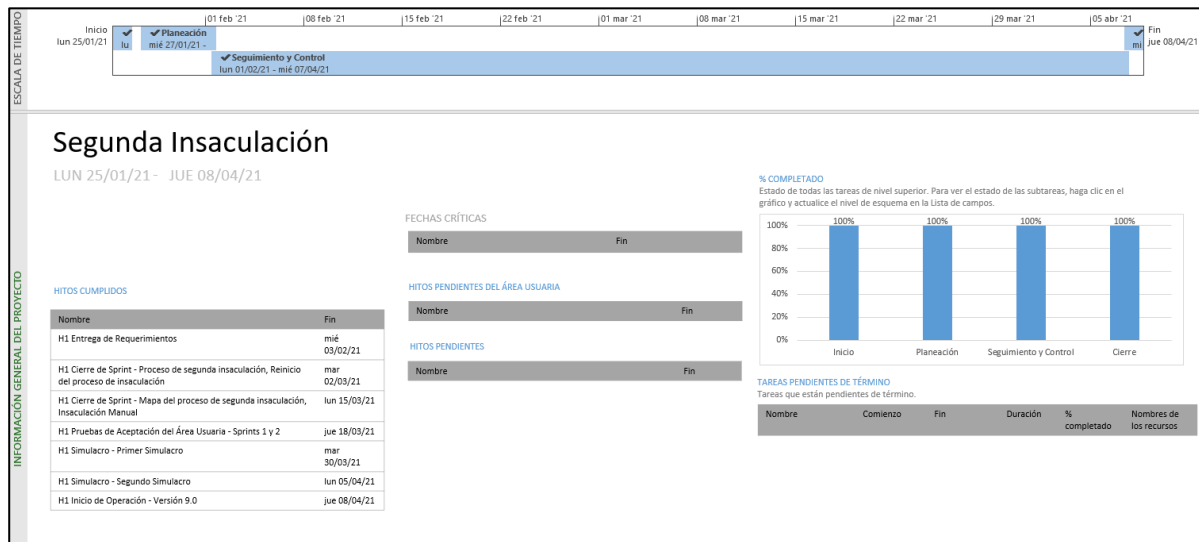 ESCALA DE TIEMPO
Inicio
lun 25/01/21
01 feb '21
08 feb '21
15 feb '21
22 feb '21
01 mar '21
08 mar '21
15 mar '21
22 mar '21
29 mar '21
05 abr '21
lu
Planeación
mié 27/01/21 -
Seguimiento y Control
lun 01/02/21 - mié 07/04/21
mi
Fin
jue 08/04/21
INFORMACIÓN GENERAL DEL PROYECTO
Segunda Insaculación
LUN 25/01/21 - JUE 08/04/21
HITOS CUMPLIDOS
Nombre Fin
H1 Entrega de Requerimientos mié
03/02/21
H1 Cierre de Sprint - Proceso de segunda insaculación, Reinicio mar
del proceso de insaculación 02/03/21
H1 Cierre de Sprint - Mapa del proceso de segunda insaculación, lun 15/03/21
Insaculación Manual
H1 Pruebas de Aceptación del Área Usuaria - Sprints 1 y 2 jue 18/03/21
H1 Simulacro - Primer Simulacro mar
30/03/21
H1 Simulacro - Segundo Simulacro lun 05/04/21
H1 Inicio de Operación - Versión 9.0 jue 08/04/21
FECHAS CRÍTICAS
Nombre Fin
HITOS PENDIENTES DEL ÁREA USUARIA
Nombre Fin
HITOS PENDIENTES
Nombre Fin
% COMPLETADO
Estado de todas las tareas de nivel superior. Para ver el estado de las subtareas, haga clic en el
gráfico y actualice el nivel de esquema en la Lista de campos.
100% 100% 100% 100%
100%
80%
60%
40%
20%
0%
Inicio Planeación Seguimiento y Control Cierre
TAREAS PENDIENTES DE TÉRMINO
Tareas que están pendientes de término.
Nombre Comienzo Fin Duración % Nombres de
completado los recursos